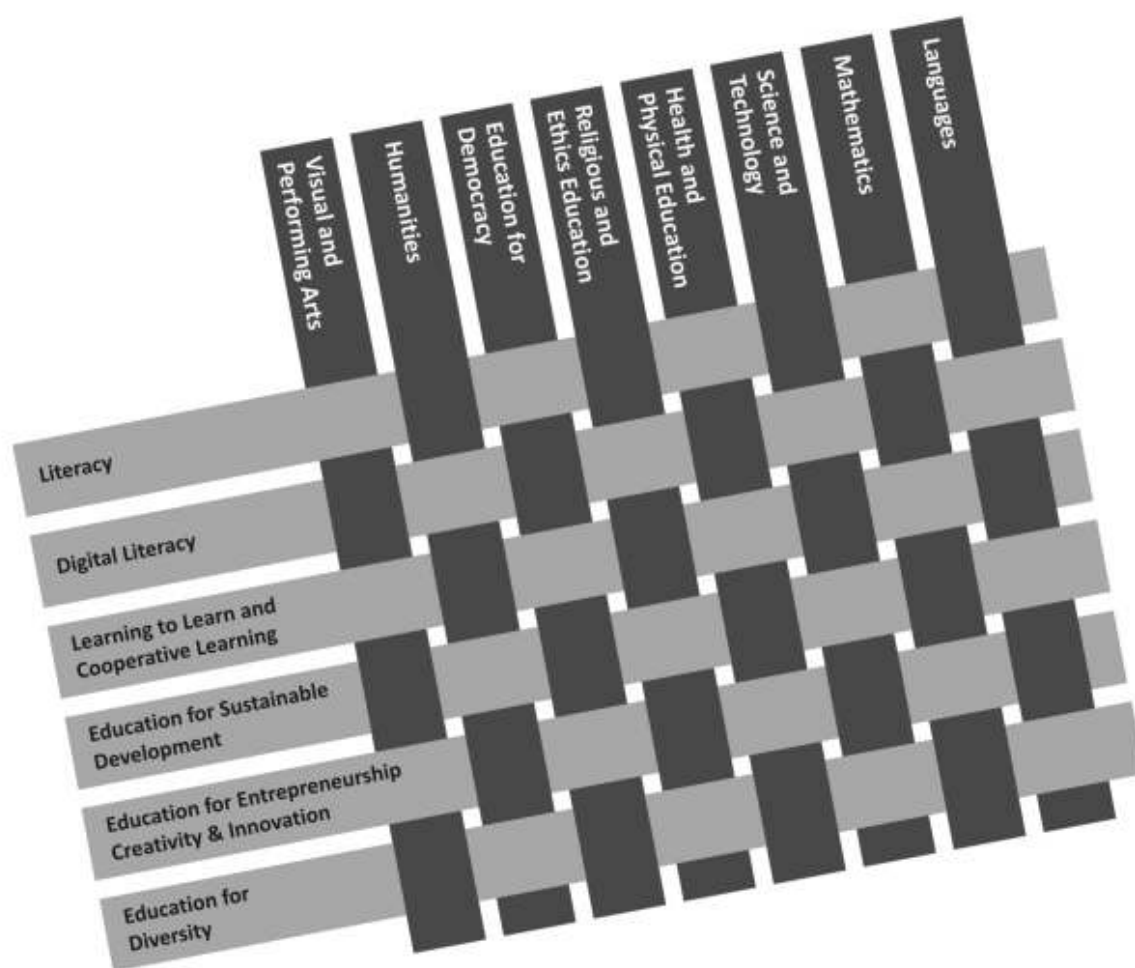 Visual and
Performing Arts
Humanities
Education for
Democracy
Religious and
Ethics Education
Health and
Physical Education
Science and
Technology
Mathematics
Languages
Literacy
Digital Literacy
Learning to Learn and
Cooperative Learning
Education for Sustainable
Development
Education for Entrepreneurship
Creativity & Innovation
Education for
Diversity